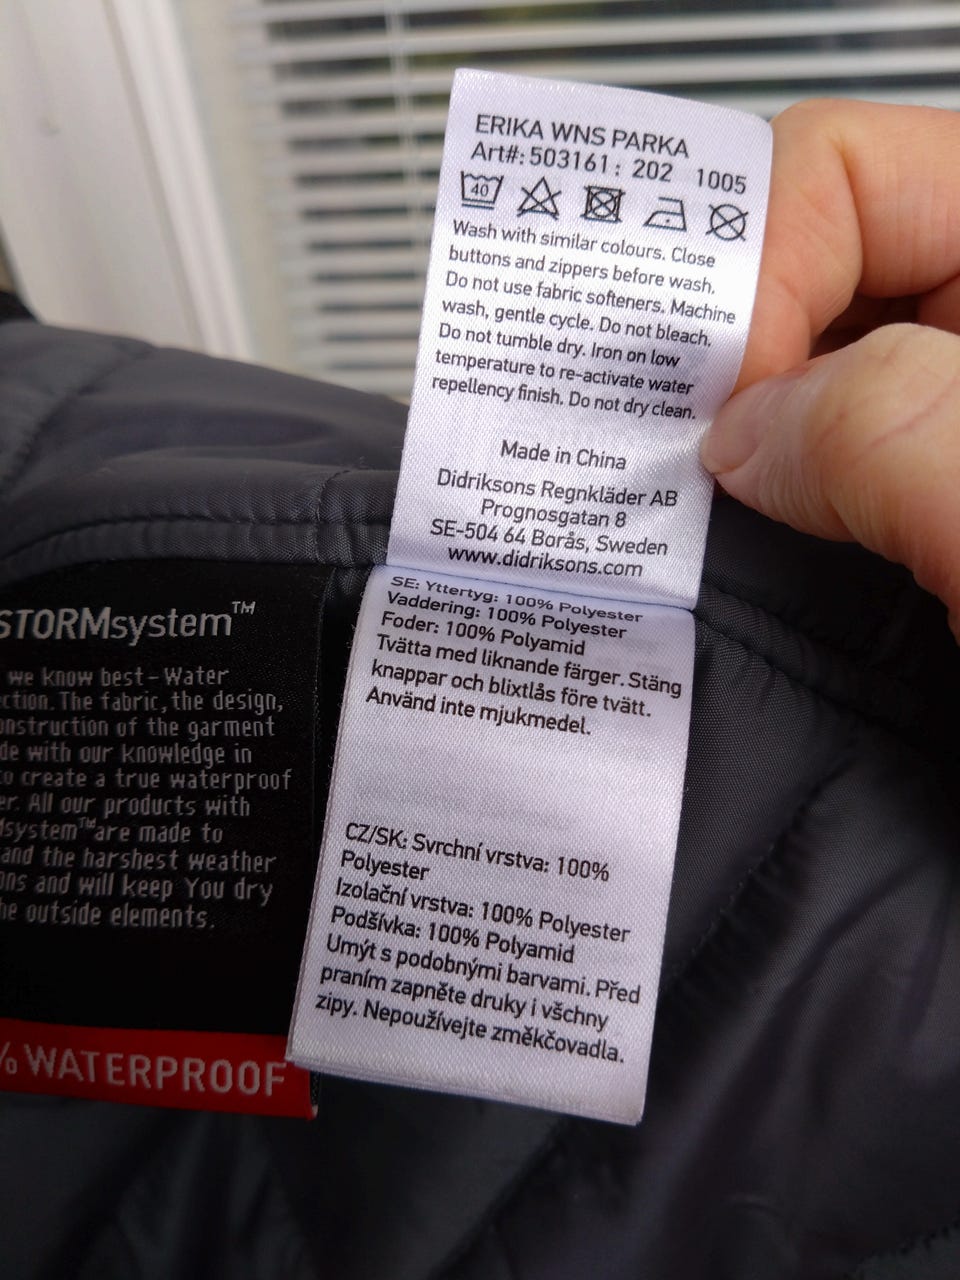 ERIKA WNS PARKA
Art#: 503161: 202 1005
40
Wash with similar colours. Close
buttons and zippers before wash.
Do not use fabric softeners. Machine
wash, gentle cycle. Do not bleach.
Do not tumble dry. Iron on low
temperature to re-activate water
repellency finish. Do not dry clean.
Made in China
Didriksons Regnkläder AB
Prognosgatan 8
SE-504 64 Borås, Sweden
www.didriksons.com
SE: Yttertyg: 100% Polyester
Vaddering: 100% Polyester
Foder: 100% Polyamid
Tvätta med liknande färger. Stäng
knappar och blixtlås före tvätt.
Använd inte mjukmedel.
CZ/SK: Svrchní vrstva: 100%
Polyester
Izolační vrstva: 100% Polyester
Podšívka: 100% Polyamid
Umýt s podobnými barvami. Před
praním zapněte druky i všchny
zipy. Nepoužívejte změkčovadla.
STORMsystem™
we know best – Water
ction. The fabric, the design,
onstruction of the garment
de with our knowledge in
to create a true waterproof
er. All our products with
system™ are made to
and the harshest weather
ons and will keep You dry
he outside elements.
% WATERPROOF